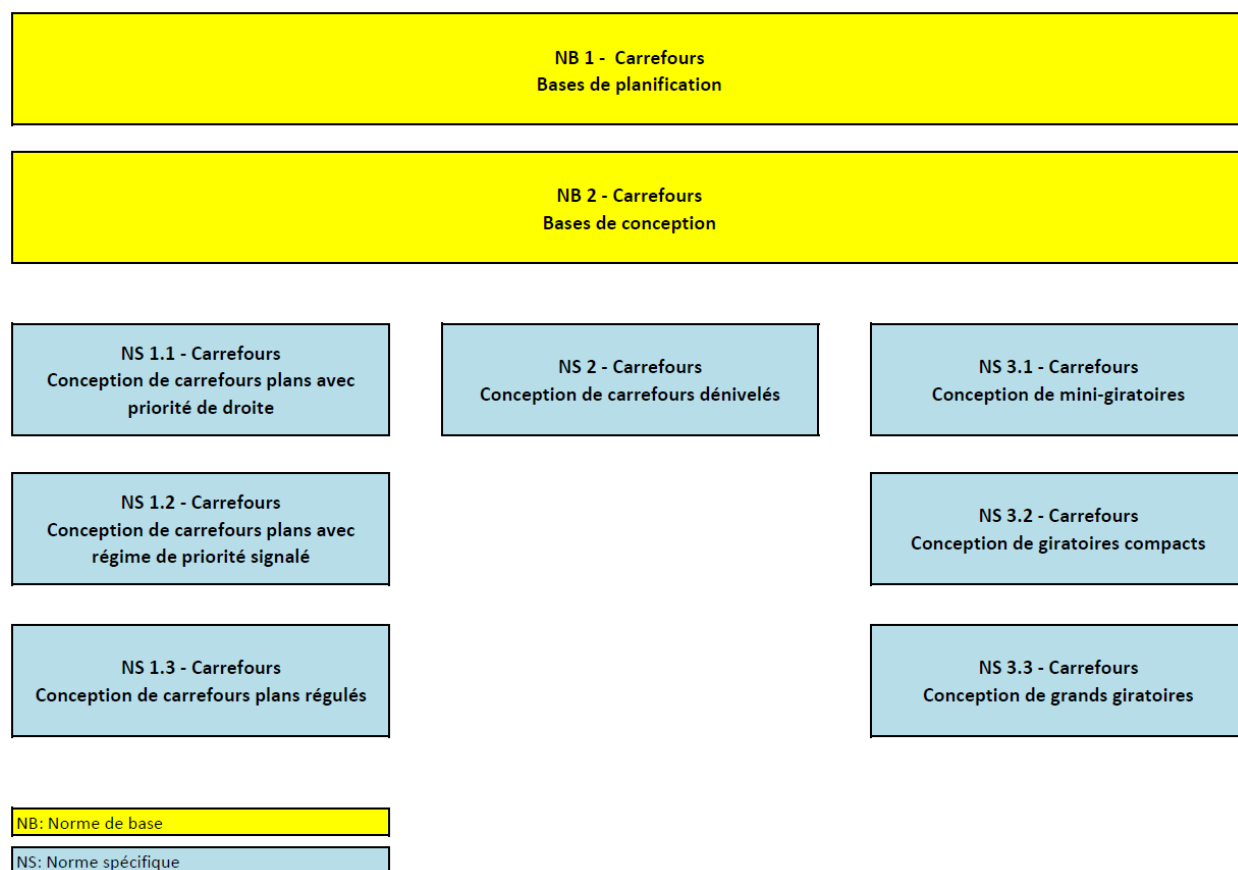 NB 1 - Carrefours
Bases de planification
NB 2 - Carrefours
Bases de conception
NS 1.1 - Carrefours
Conception de carrefours plans avec
priorité de droite
NS 2 - Carrefours
Conception de carrefours dénivelés
NS 3.1 - Carrefours
Conception de mini-giratoires
NS 1.2 - Carrefours
Conception de carrefours plans avec
régime de priorité signalé
NS 3.2 - Carrefours
Conception de giratoires compacts
NS 1.3 - Carrefours
Conception de carrefours plans régulés
NS 3.3 - Carrefours
Conception de grands giratoires
NB: Norme de base
NS: Norme spécifique